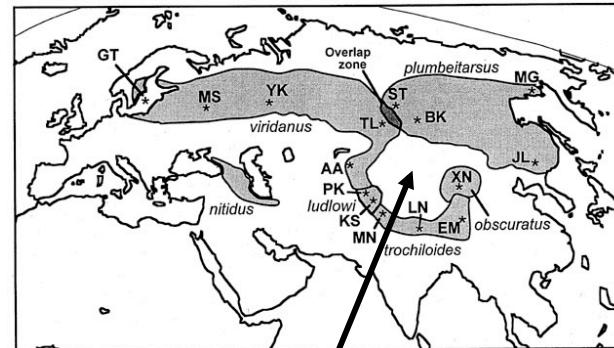 GT
MS
YK
viridanus
Overlap
zone
ST
TL
BK
plumbeitarsus
MG
JL
AA
PK
ludlowi
KS
MN
LN
XN
EM
obscuratus
trochiloides
nitidus